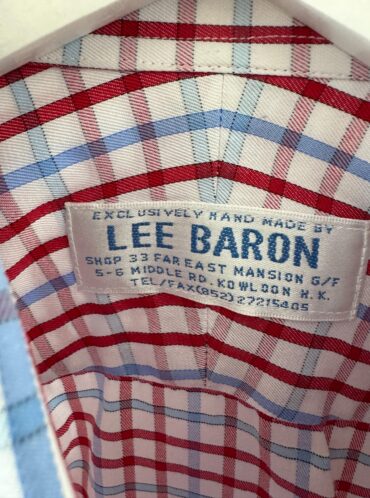 EXCLUSIVELY HAND MADE BY
LEE BARON
SHOP 33 FAR EAST MANSION G/F
5-6 MIDDLE RD. KOWLOON H.K.
TEL/FAX(852) 27215405